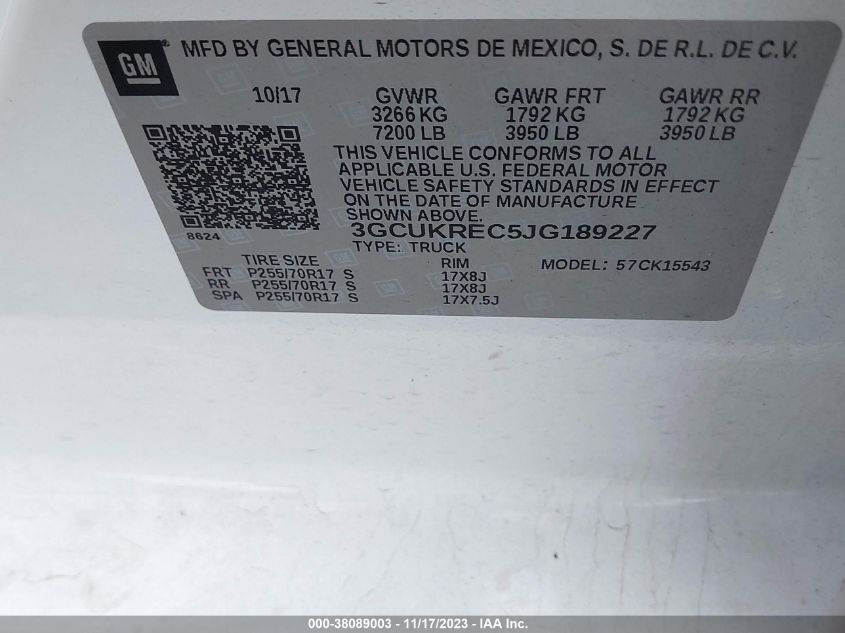 GM
MFD BY GENERAL MOTORS DE MEXICO, S. DE R.L. DE C.V.
10/17 GVWR GAWR FRT GAWR RR
3266 KG 1792 KG 1792 KG
7200 LB 3950 LB 3950 LB
THIS VEHICLE CONFORMS TO ALL
APPLICABLE U.S. FEDERAL MOTOR
VEHICLE SAFETY STANDARDS IN EFFECT
ON THE DATE OF MANUFACTURE
SHOWN ABOVE.
8624
3GCUKREC5JG189227
TYPE: TRUCK
TIRE SIZE RIM MODEL: 57CK15543
FRT P255/70R17 S 17X8J
RR P255/70R17 S 17X8J
SPA P255/70R17 S 17X7.5J
000-38089003 - 11/17/2023 - IAA Inc.